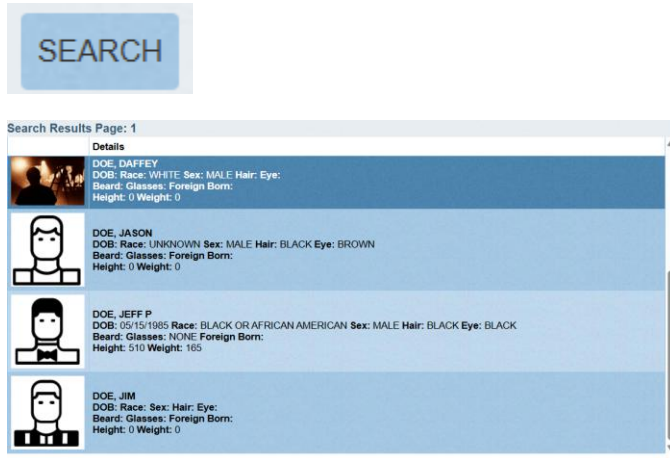 SEARCH
Search Results Page: 1
Details
DOE, DAFFEY
DOB: Race: WHITE Sex: MALE Hair: Eye:
Beard: Glasses: Foreign Born:
Height: 0 Weight: 0
DOE, JASON
DOB: Race: UNKNOWN Sex: MALE Hair: BLACK Eye: BROWN
Beard: Glasses: Foreign Born:
Height: 0 Weight: 0
DOE, JEFF P
DOB: 05/15/1985 Race: BLACK OR AFRICAN AMERICAN Sex: MALE Hair: BLACK Eye: BLACK
Beard: Glasses: NONE Foreign Born:
Height: 510 Weight: 165
DOE, JIM
DOB: Race: Sex: Hair: Eye:
Beard: Glasses: Foreign Born:
Height: 0 Weight: 0